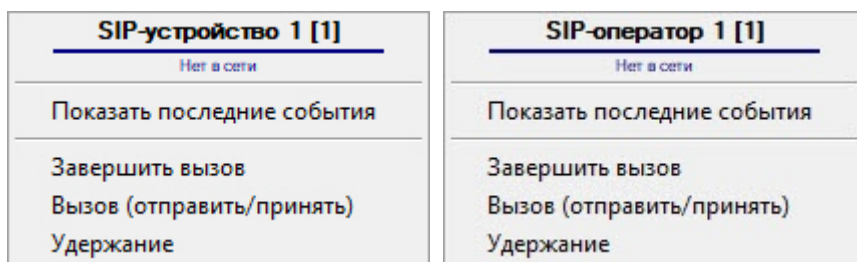 SIP-устройство 1 [1]
Нет в сети
Показать последние события
Завершить вызов
Вызов (отправить/принять)
Удержание
SIP-оператор 1 [1]
Нет в сети
Показать последние события
Завершить вызов
Вызов (отправить/принять)
Удержание